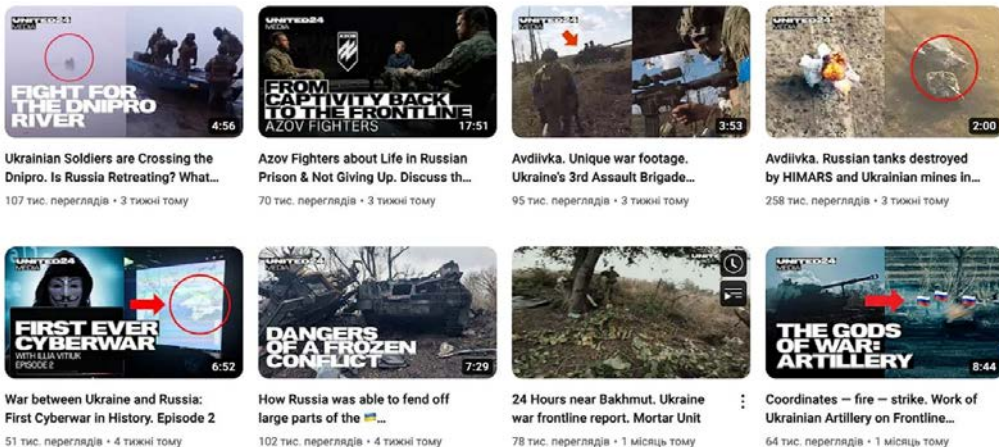 UNITED24
MEDIA
FIGHT FOR
THE DNIPRO
RIVER
4:56
Ukrainian Soldiers are Crossing the
Dnipro. Is Russia Retreating? What...
107 тис. переглядів • 3 тижні тому
UNITED24
MEDIA
AZOV
FROM
CAPTIVITY BACK
TO THE FRONTLINE
AZOV FIGHTERS
17:51
Azov Fighters about Life in Russian
Prison & Not Giving Up. Discuss th...
70 тис. переглядів • 3 тижні тому
UNITED24
MEDIA
3:53
Avdiivka. Unique war footage.
Ukraine's 3rd Assault Brigade...
95 тис. переглядів • 3 тижні тому
UNITED24
MEDIA
2:00
Avdiivka. Russian tanks destroyed
by HIMARS and Ukrainian mines in...
258 тис. переглядів • 3 тижні тому
UNITED24
MEDIA
FIRST EVER
CYBERWAR
WITH ILLIA VITIUK
EPISODE 2
6:52
War between Ukraine and Russia:
First Cyberwar in History. Episode 2
51 тис. переглядів • 4 тижні тому
UNITED24
MEDIA
DANGERS
OF A FROZEN
CONFLICT
7:29
How Russia was able to fend off
large parts of the 🇺🇦...
102 тис. переглядів • 4 тижні тому
24 Hours near Bakhmut. Ukraine
war frontline report. Mortar Unit
78 тис. переглядів • 1 місяць тому
UNITED24
MEDIA
THE GODS
OF WAR:
ARTILLERY
8:44
Coordinates — fire — strike. Work of
Ukrainian Artillery on Frontline...
64 тис. переглядів • 1 місяць тому